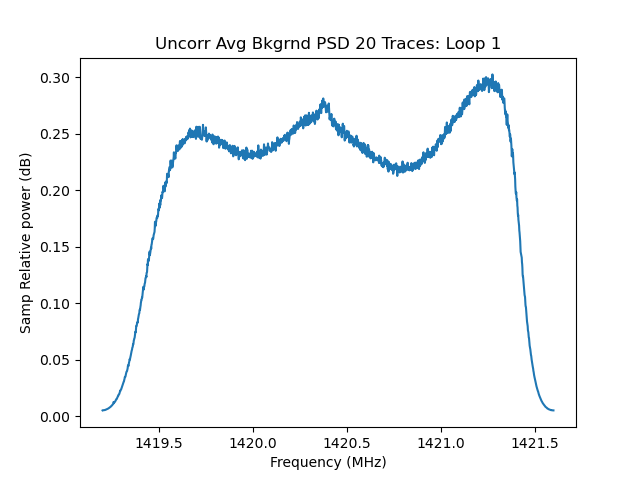 Uncorr Avg Bkgrnd PSD 20 Traces: Loop 1
Samp Relative power (dB)
0.30
0.25
0.20
0.15
0.10
0.05
0.00
1419.5 1420.0 1420.5 1421.0 1421.5
Frequency (MHz)